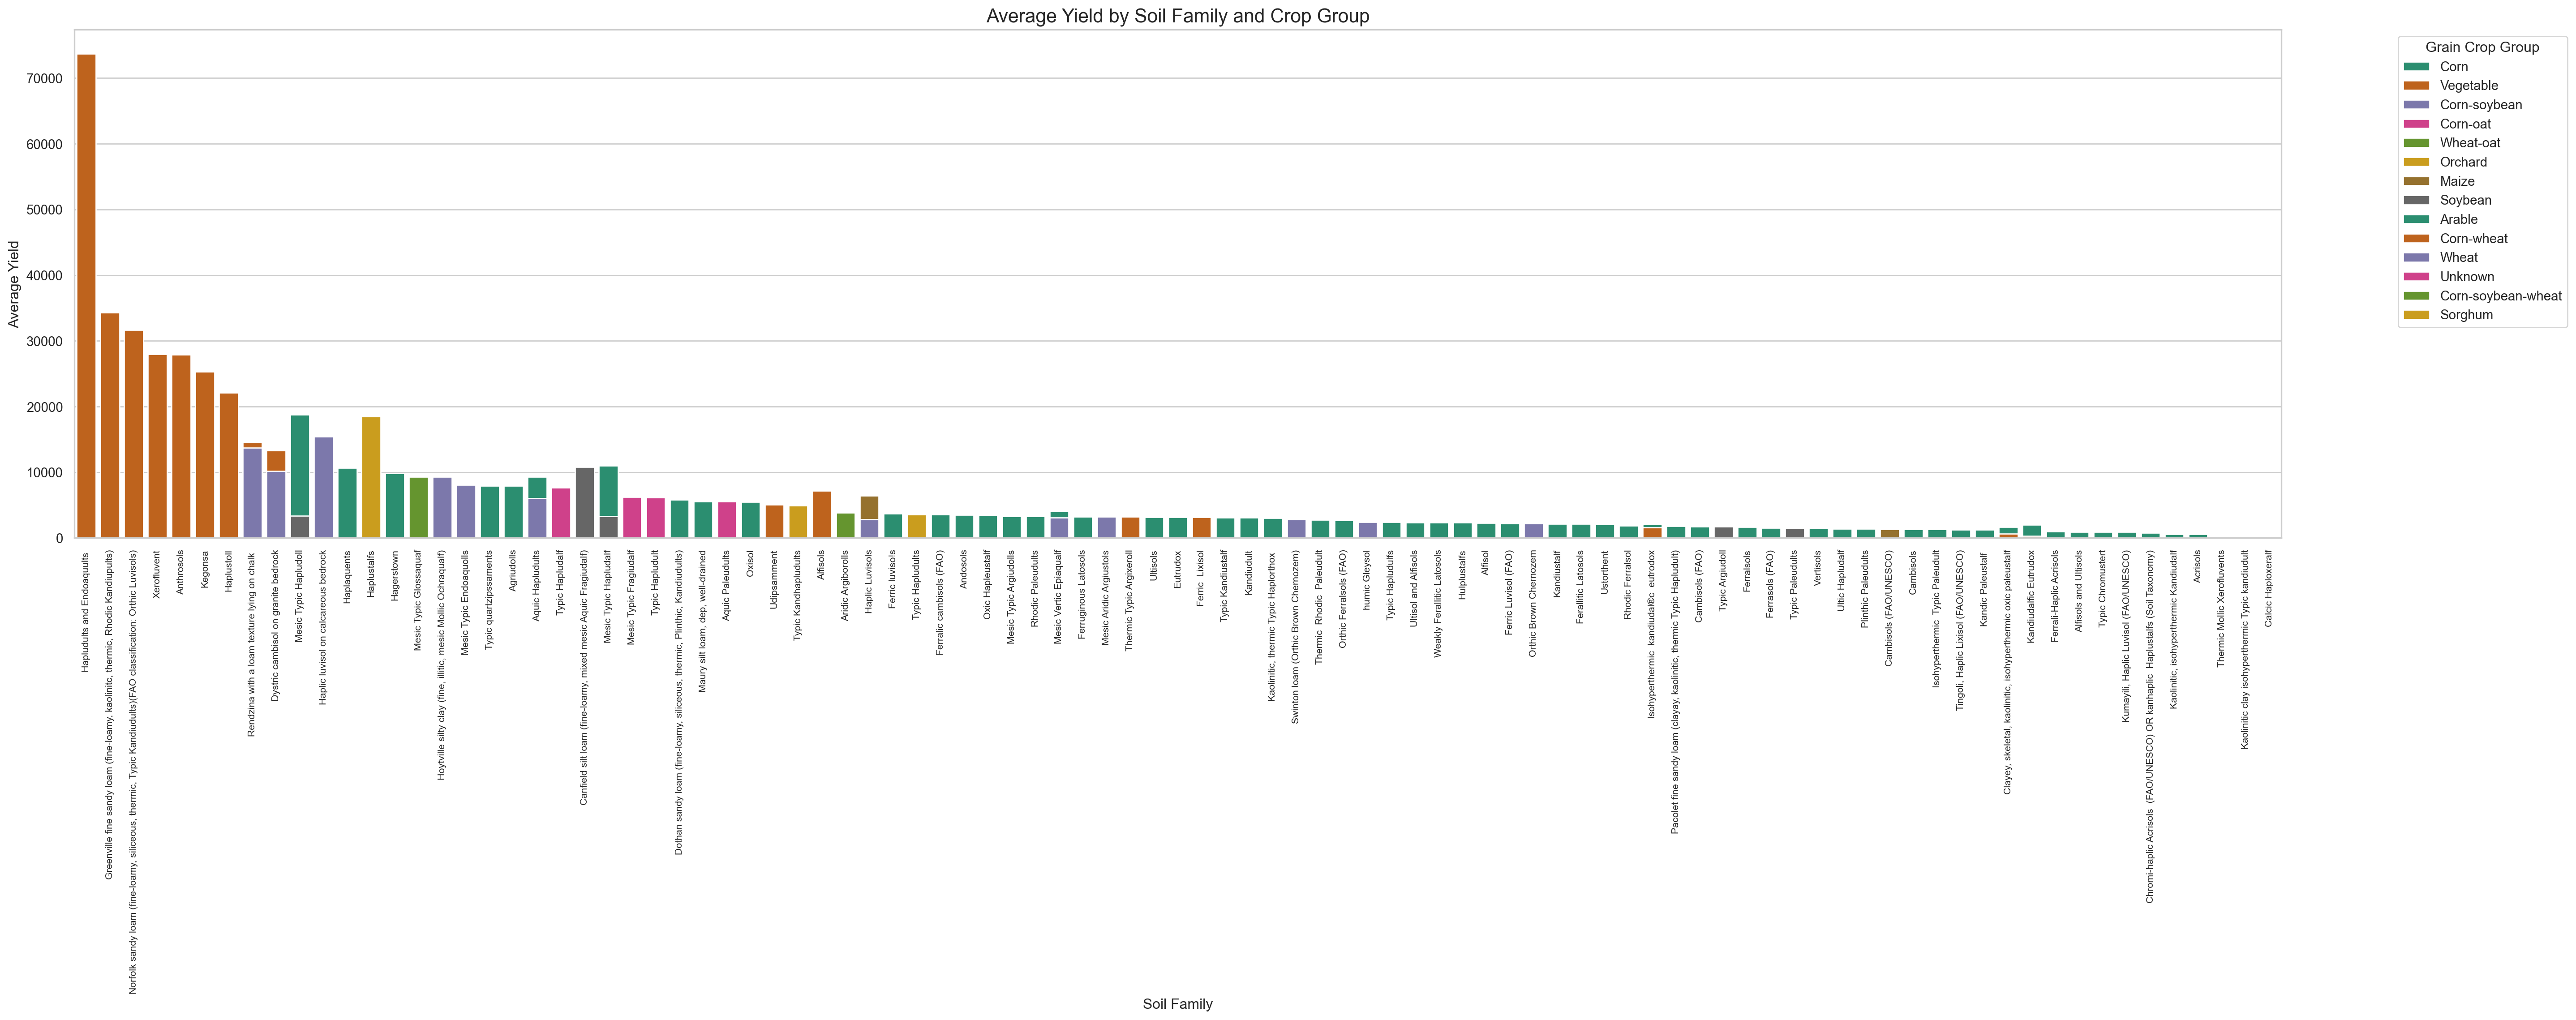 Average Yield by Soil Family and Crop Group
Average Yield
70000
60000
50000
40000
30000
20000
10000
0
Hapludults and Endoaquults
Greenville fine sandy loam (fine-loamy, kaolinitc, thermic, Rhodic Kandiupults)
Norfolk sandy loam (fine-loamy, siliceous, thermic, Typic Kandiudults)(FAO classification: Orthic Luvisols)
Xerofluvent
Anthrosols
Kegonsa
Haplustoll
Rendzina with a loam texture lying on chalk
Dystric cambisol on granite bedrock
Mesic Typic Hapludoll
Haplic luvisol on calcareous bedrock
Haplaquents
Haplustalfs
Hagerstown
Mesic Typic Glossaquaf
Hoytville silty clay (fine, illitic, mesic Mollic Ochraqualf)
Mesic Typic Endoaquolls
Typic quartzipssaments
Agriudolls
Aquic Hapludults
Typic Hapludalf
Canfield silt loam (fine-loamy, mixed mesic Aquic Fragiudalf)
Mesic Typic Hapludalf
Mesic Typic Fragiudalf
Typic Hapludult
Dothan sandy loam (fine-loamy, siliceous, thermic, Plinthic, Kandiudults)
Maury silt loam, dep, well-drained
Aquic Paleudults
Oxisol
Udipsamment
Typic Kandhapludults
Alfisols
Aridic Argiborolls
Haplic Luvisols
Ferric luvo!s
Typic Hapludults
Ferralic cambisols (FAO)
Andosols
Oxic Hapleustalf
Mesic Typic Argiudolls
Rhodic Paleudults
Mesic Vertic Epiaqualf
Ferruginous Latosols
Mesic Aridic Argiustols
Thermic Typic Argixeroll
Ultisols
Eutrudox
Ferric  Lixisol
Typic Kandiustalf
Kandiudult
Kaolinitic, thermic Typic Haplorthox
Swinton loam (Orthic Brown Chernozem)
Thermic  Rhodic  Paleudult
Orthic Ferralsols (FAO)
humic Gleysol
Typic Hapludulfs
Ultisol and Alfisols
Weakly Ferallitic Latosols
Hulplustalfs
Alfisol
Ferric Luvisol (FAO)
Orthic Brown Chernozem
Kandiustalf
Ferallitic Latosols
Ustorthent
Rhodic Ferralsol
Isohyperthermic  kandiudal®c  eutrodox
Pacolet fine sandy loam (clayay, kaolinitic, thermic Typic Hapludult)
Cambisols (FAO)
Typic Argiudoll
Ferralsols
Ferrasols (FAO)
Typic Paleudults
Vertisols
Ultic Hapludalf
Plinthic Paleudults
Cambisols (FAO/UNESCO)
Cambisols
Isohyperthermic  Typic Paleudult
Tingoli, Haplic Lixisol (FAO/UNESCO)
Kandic Paleustalf
Clayey, skeletal, kaolinitic, isohyperthermic oxic paleustalf
Kandiudalfic Eutrudox
Ferrali-Haplic Acrisols
Alfisols and Ultisols
Typic Chromustert
Kumayili, Haplic Luvisol (FAO/UNESCO)
Chromi-haplic Acrisols  (FAO/UNESCO) OR kanhaplic  Haplustalfs (Soil Taxonomy)
Kaolinitic, isohyperthermic Kandiudalf
Acrisols
Thermic Mollic Xerofluvents
Kaolinitic clay isohyperthermic Typic kandiudult
Calcic Haploxeralf
Soil Family
Grain Crop Group
Corn
Vegetable
Corn-soybean
Corn-oat
Wheat-oat
Orchard
Maize
Soybean
Arable
Corn-wheat
Wheat
Unknown
Corn-soybean-wheat
Sorghum